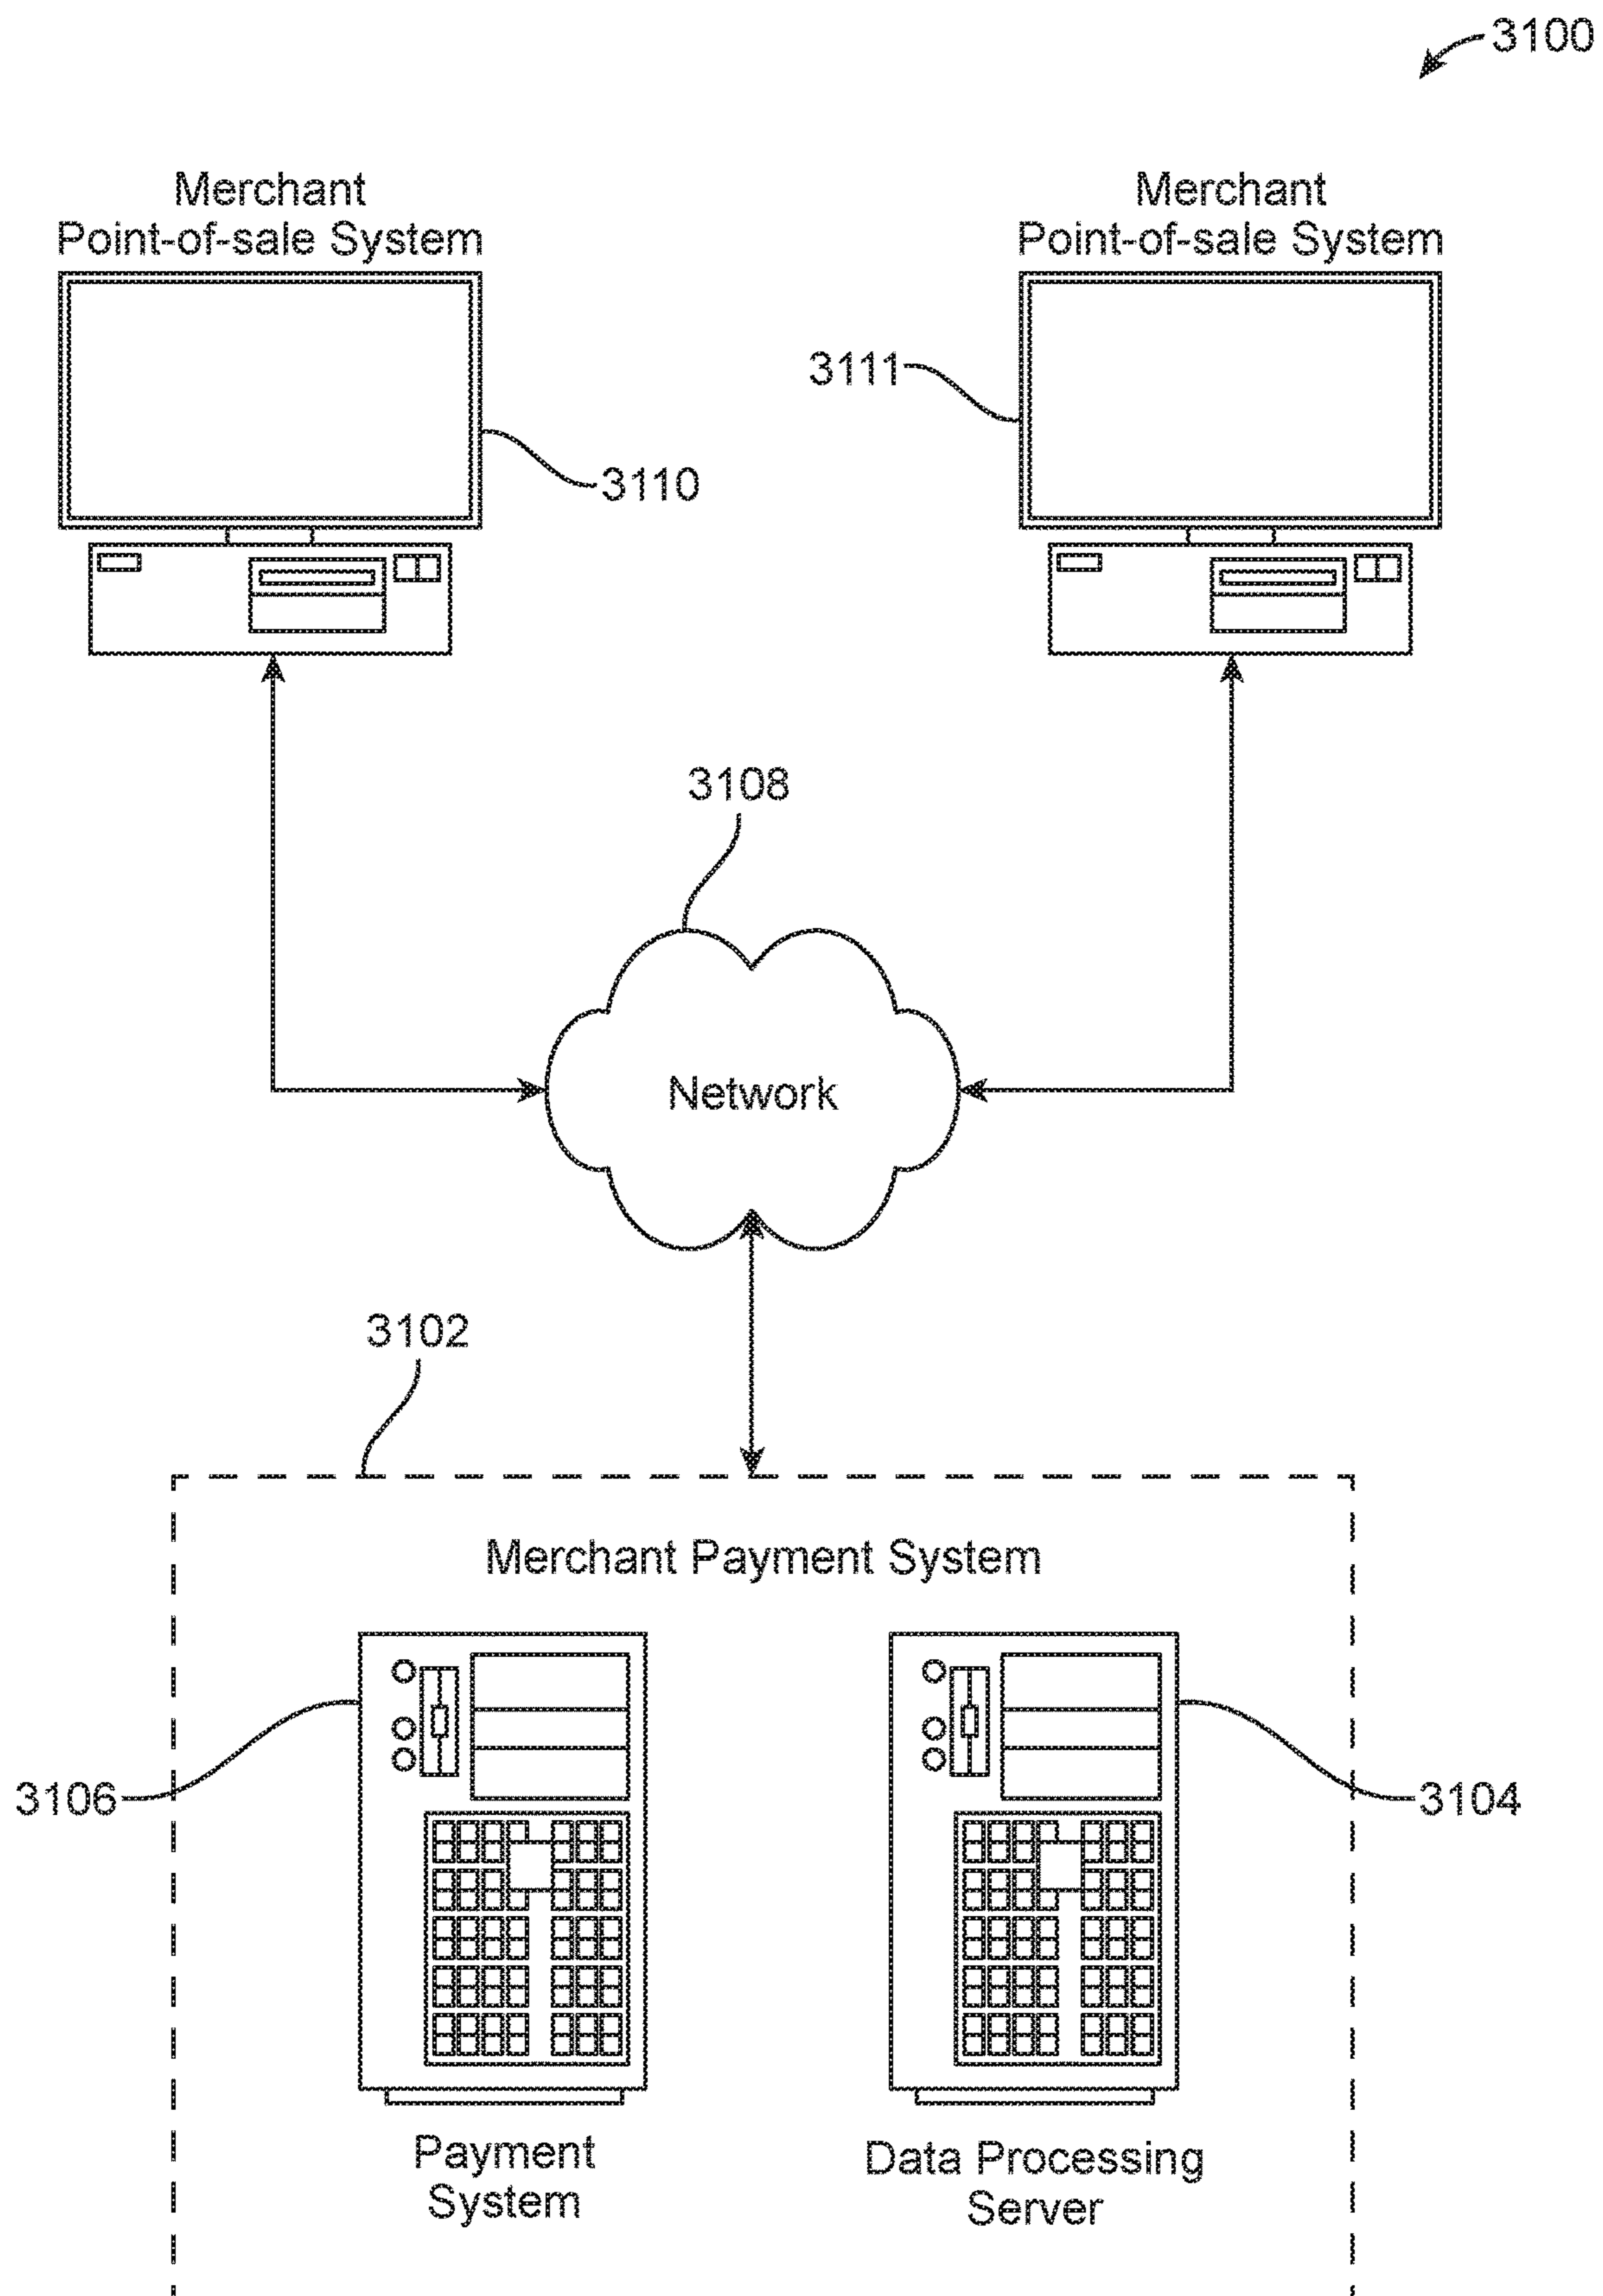 3100
Merchant
Point-of-sale System
Merchant
Point-of-sale System
3111
3110
3108
Network
3102
Merchant Payment System
3106
3104
Payment
System
Data Processing
Server